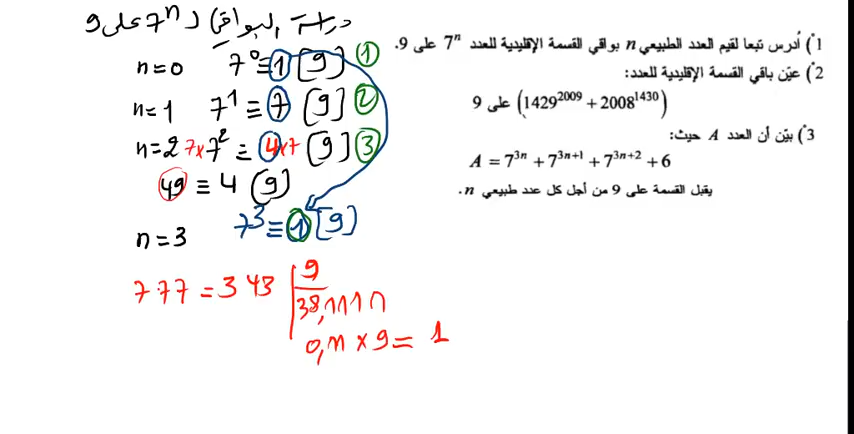 دراسة البواقي لـ 7^n على 9
n=0 7^0 ≡ 1 [9] 1
n=1 7^1 ≡ 7 [9] 2
n=2 7×7^2 ≡ 4×7 [9] 3
49 ≡ 4 [9]
7^3 ≡ 1 [9]
n=3
7·7·7 = 343 | 9
38,1111
0,11 × 9 = 1
1°) أدرس تبعا لقيم العدد الطبيعي n بواقي القسمة الإقليدية للعدد 7^n على 9.
2°) عيّن باقي القسمة الإقليدية للعدد:
(1429^2009 + 2008^1430) على 9
3°) بيّن أن العدد A حيث:
A = 7^3n + 7^3n+1 + 7^3n+2 + 6
يقبل القسمة على 9 من أجل كل عدد طبيعي n.